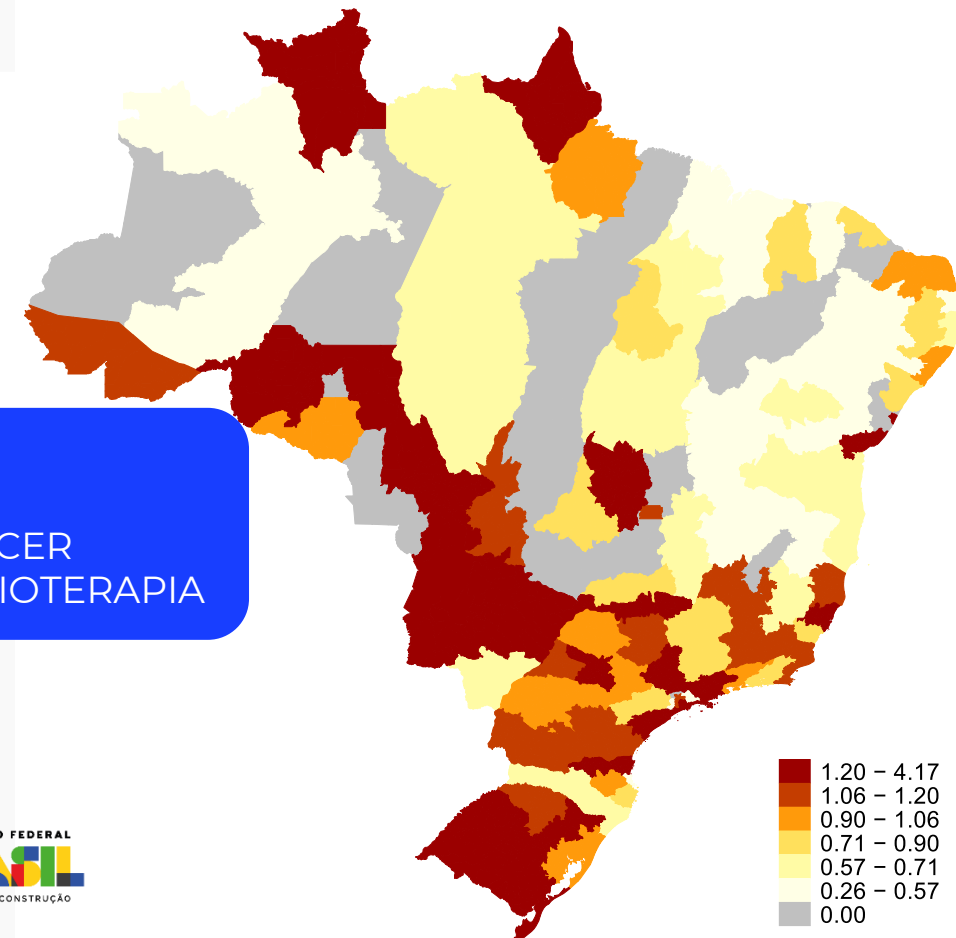 CER
IOTERAPIA
O FEDERAL
ASIL
CONSTRUÇÃO
1.20 − 4.17
1.06 − 1.20
0.90 − 1.06
0.71 − 0.90
0.57 − 0.71
0.26 − 0.57
0.00